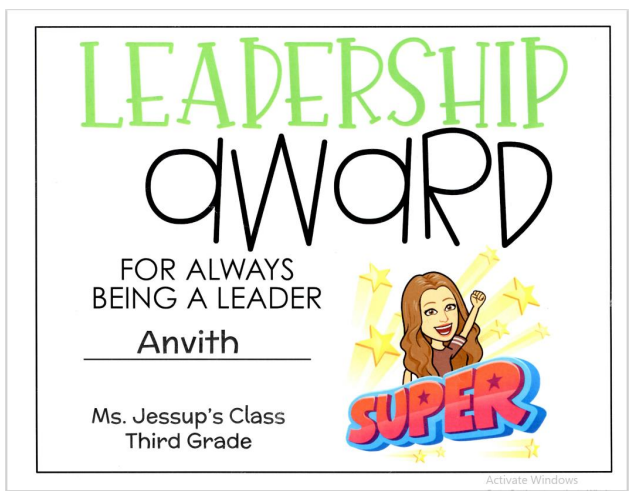 LEADERSHIP
aWaRD
FOR ALWAYS
BEING A LEADER
Anvith
Ms. Jessup's Class
Third Grade
SUPER
Activate Windows